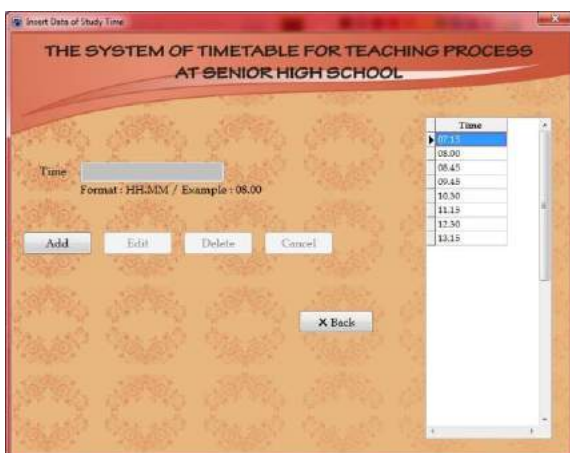 Insert Data of Study Time
THE SYSTEM OF TIMETABLE FOR TEACHING PROCESS
AT SENIOR HIGH SCHOOL
Time
Format : HH.MM / Example : 08.00
Add
Edit
Delete
Cancel
X Back
Time
07.15
08.00
08.45
09.45
10.30
11.15
12.30
13.15